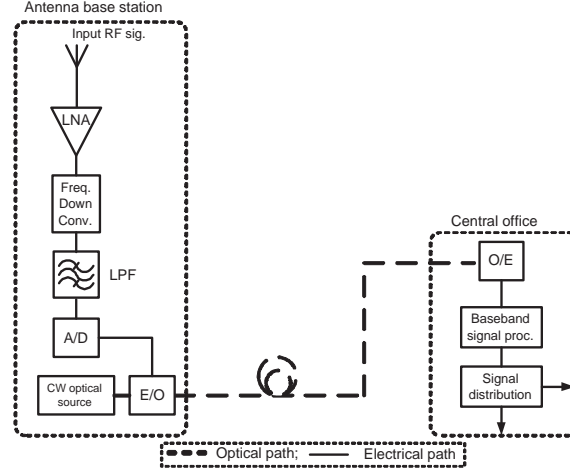 Antenna base station
Input RF sig.
LNA
Freq.
Down
Conv.
LPF
A/D
CW optical
source
E/O
Central office
O/E
Baseband
signal proc.
Signal
distribution
Optical path;
Electrical path